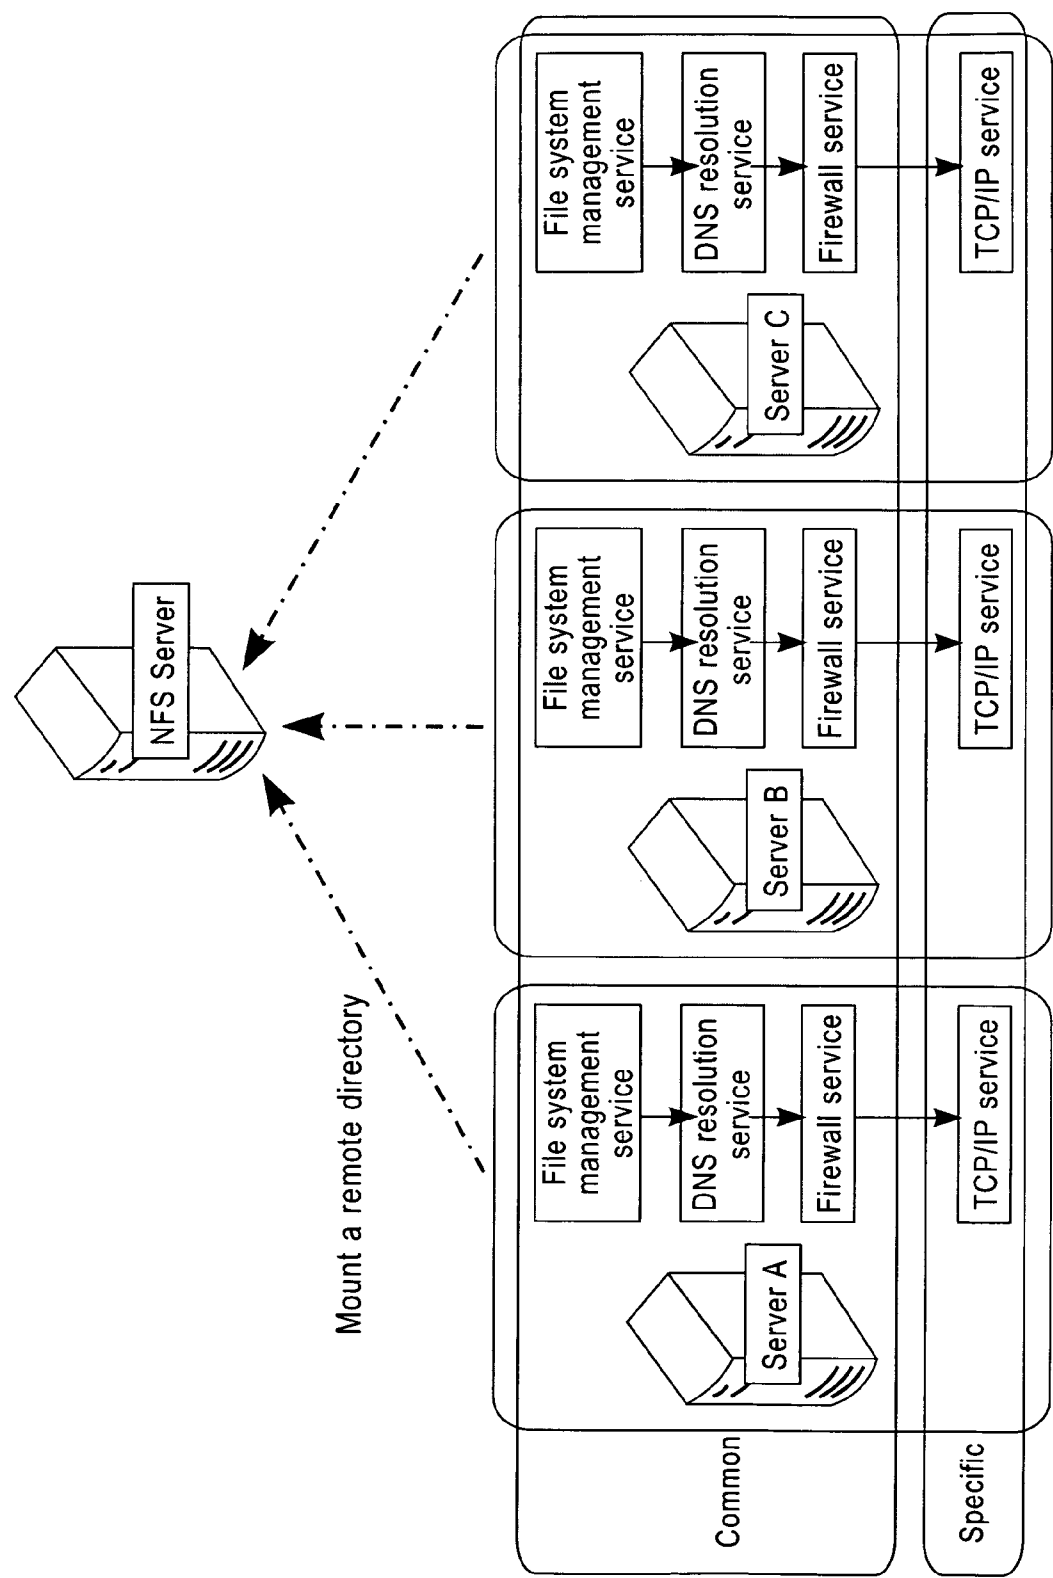 NFS Server
Mount a remote directory
Common
Server A
File system
management
service
DNS resolution
service
Firewall service
Server B
File system
management
service
DNS resolution
service
Firewall service
Server C
File system
management
service
DNS resolution
service
Firewall service
Specific
TCP/IP service
TCP/IP service
TCP/IP service